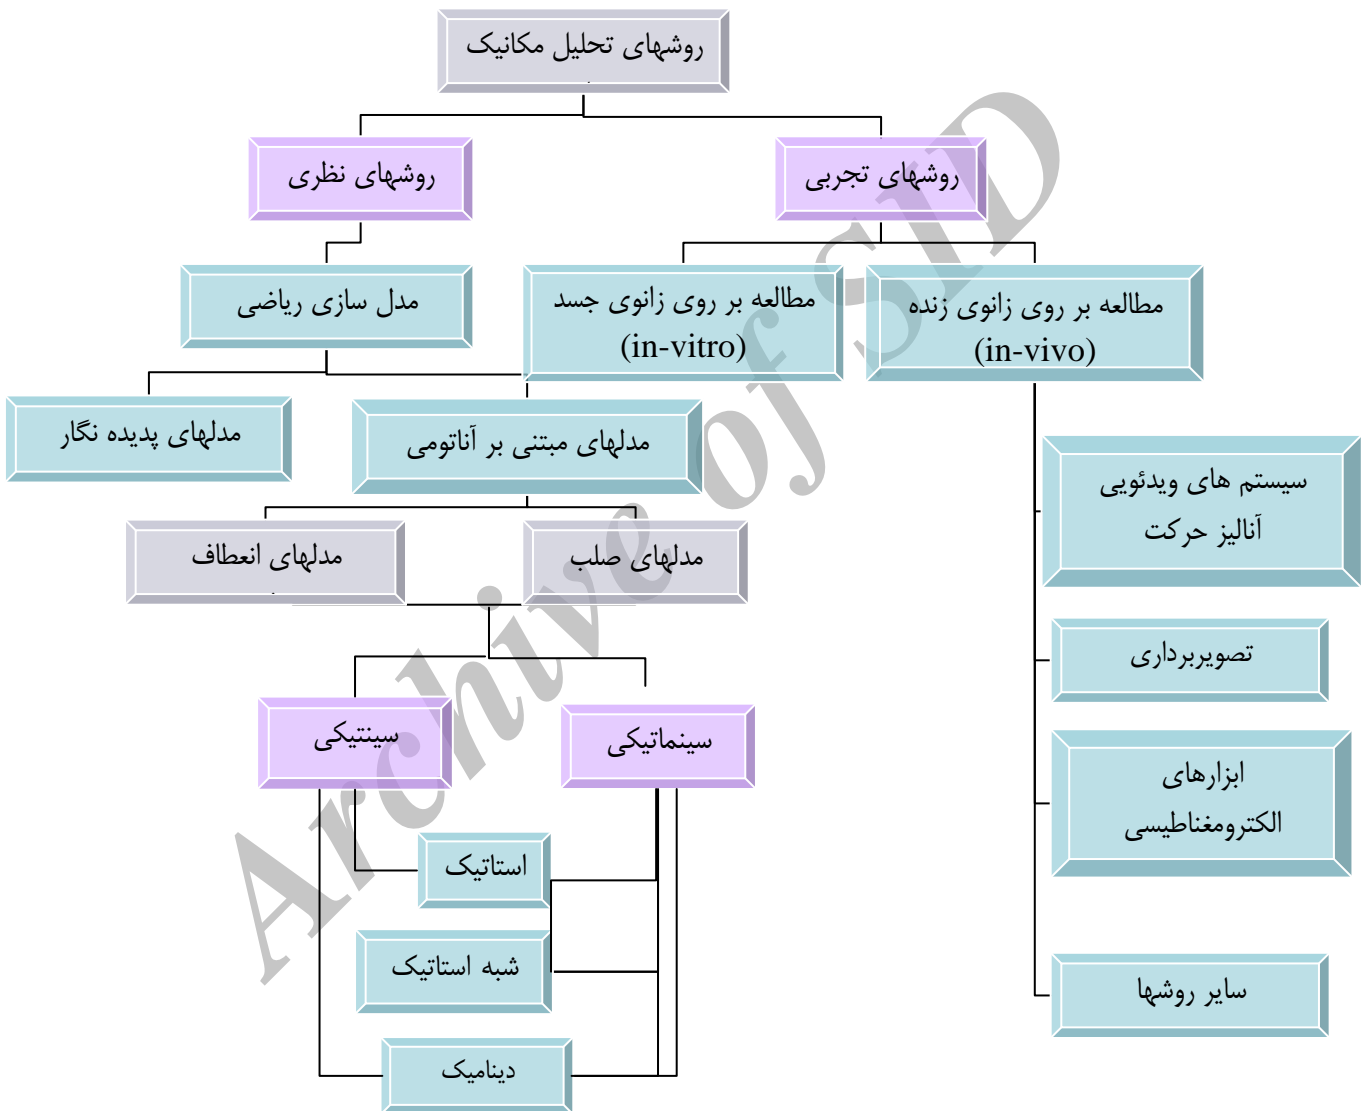 روشهای تحلیل مکانیک
روشهای تجربی
روشهای نظری
مطالعه بر روی زانوی زنده
(in-vivo)
مطالعه بر روی زانوی جسد
(in-vitro)
مدل سازی ریاضی
مدلهای مبتنی بر آناتومی
مدلهای پدیده نگار
سیستم های ویدئویی
آنالیز حرکت
مدلهای صلب
مدلهای انعطاف
تصویربرداری
سینماتیکی
سینتیکی
ابزارهای
الکترومغناطیسی
استاتیک
شبه استاتیک
سایر روشها
دینامیک
Archive of SID